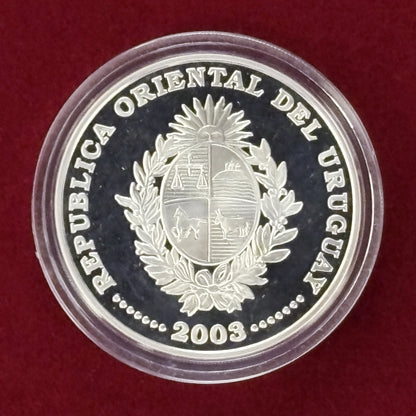 REPUBLICA ORIENTAL DEL URUGUAY
2003